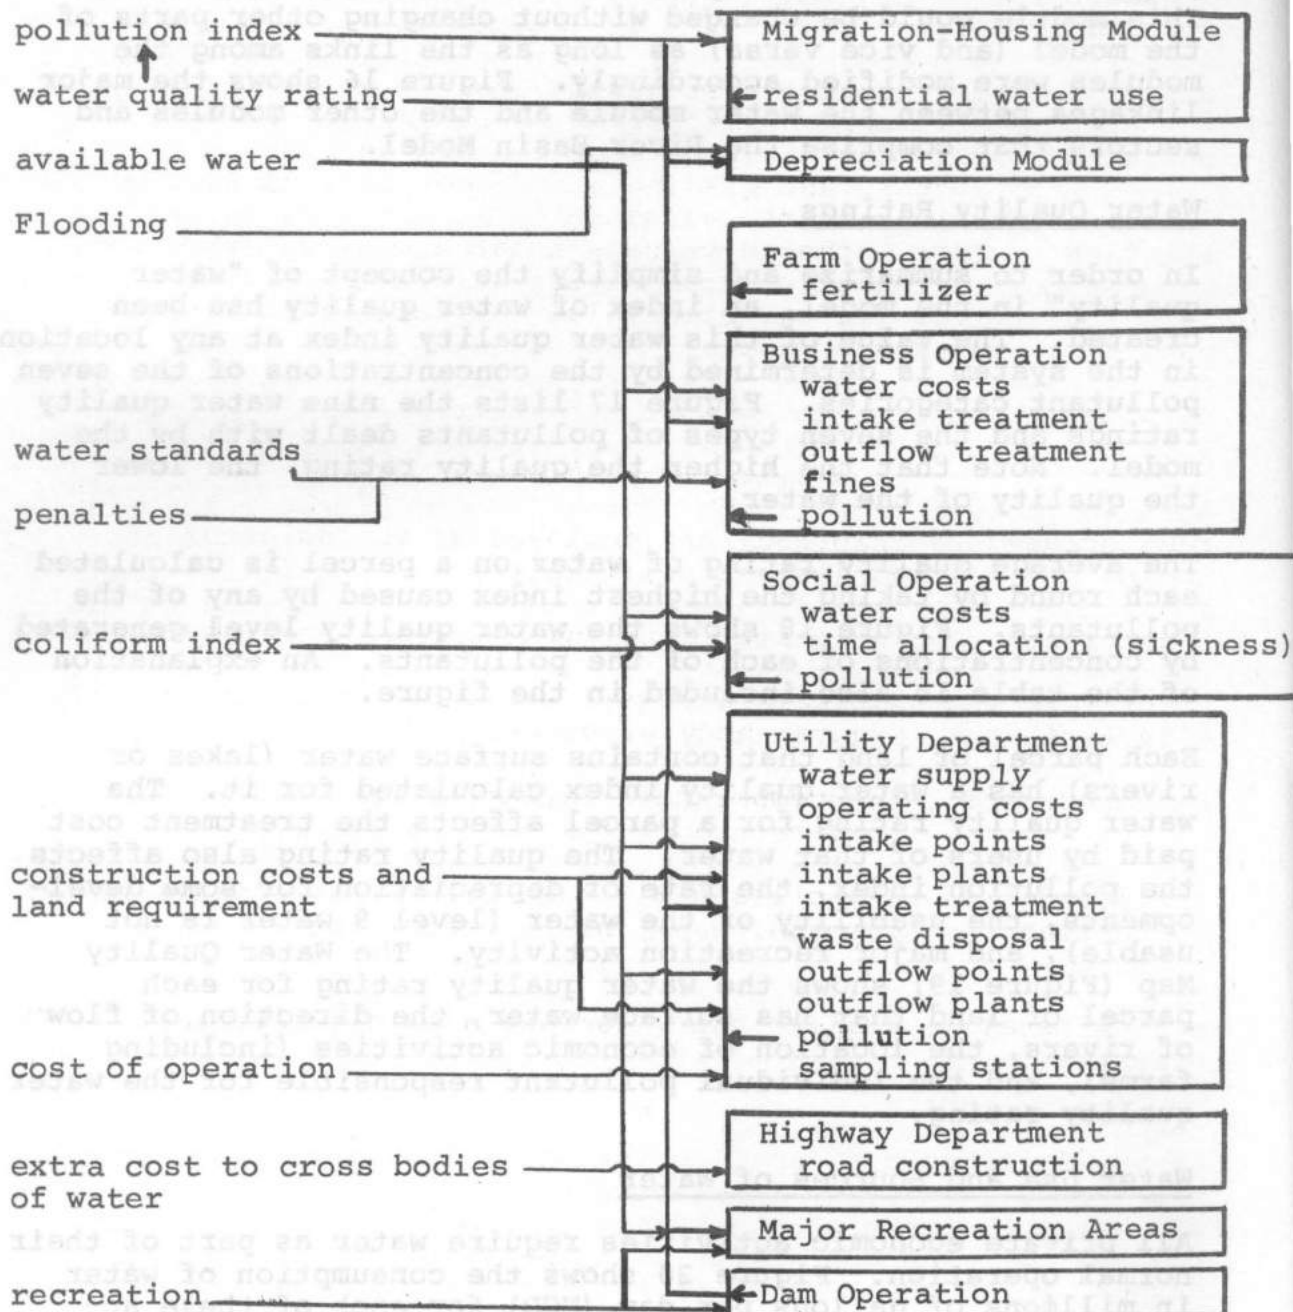 pollution index
water quality rating
available water
Flooding
water standards
penalties
coliform index
construction costs and
land requirement
cost of operation
extra cost to cross bodies
of water
recreation
Migration-Housing Module
residential water use
Depreciation Module
Farm Operation
fertilizer
Business Operation
water costs
intake treatment
outflow treatment
fines
pollution
Social Operation
water costs
time allocation (sickness)
pollution
Utility Department
water supply
operating costs
intake points
intake plants
intake treatment
waste disposal
outflow points
outflow plants
pollution
sampling stations
Highway Department
road construction
Major Recreation Areas
Dam Operation